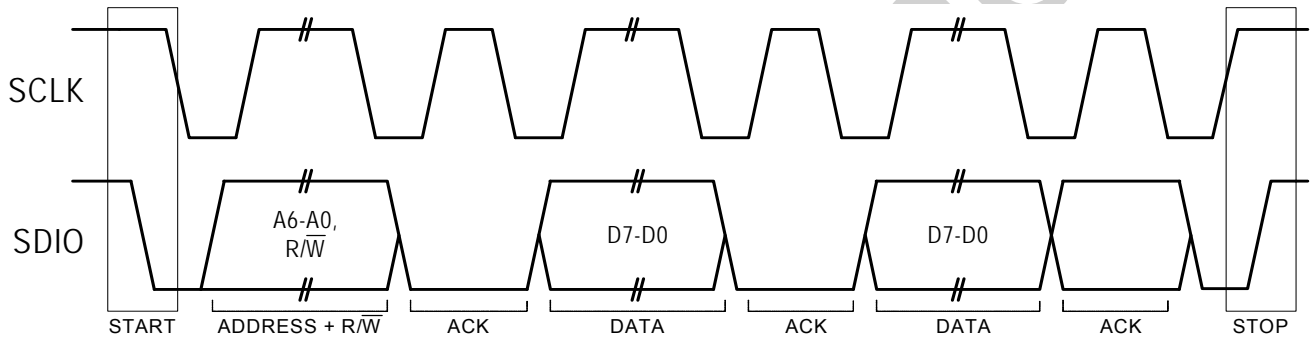 SCLK
SDIO
A6-A0,
R/W̅
D7-D0
D7-D0
START
ADDRESS + R/W̅
ACK
DATA
ACK
DATA
ACK
STOP